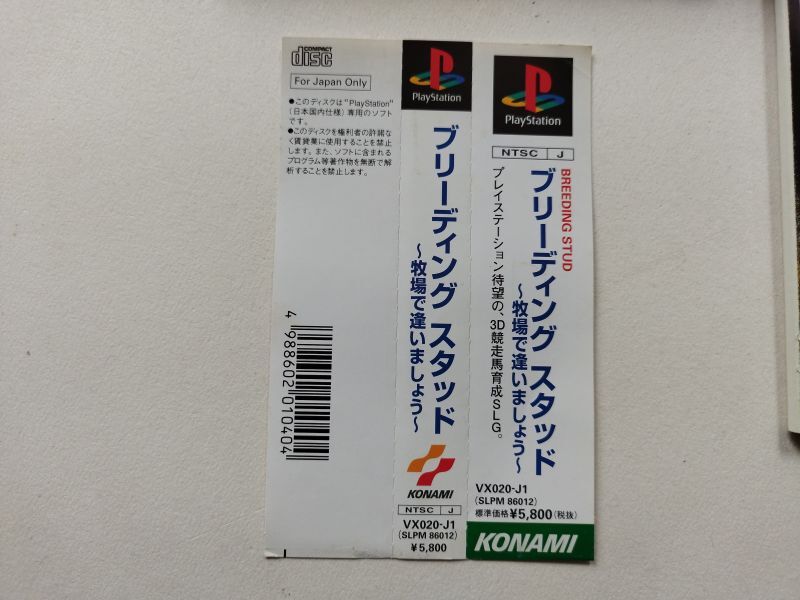 COMPACT
disc
For Japan Only
●このディスクは"PlayStation"
(日本国内仕様)専用のソフト
です。
●このディスクを権利者の許諾な
く賃貸業に使用することを禁止
します。また、ソフトに含まれる
プログラム等著作物を無断で解
析することを禁止します。
4 988602 010404
PlayStation
ブリーディング スタッド
～牧場で逢いましょう～
KONAMI
NTSC J
VX020-J1
(SLPM 86012)
¥5,800
PlayStation
NTSC J
BREEDING STUD
ブリーディング スタッド
～牧場で逢いましょう～
プレイステーション待望の、3D競走馬育成SLG。
VX020-J1
(SLPM 86012)
標準価格¥5,800(税抜)
KONAMI